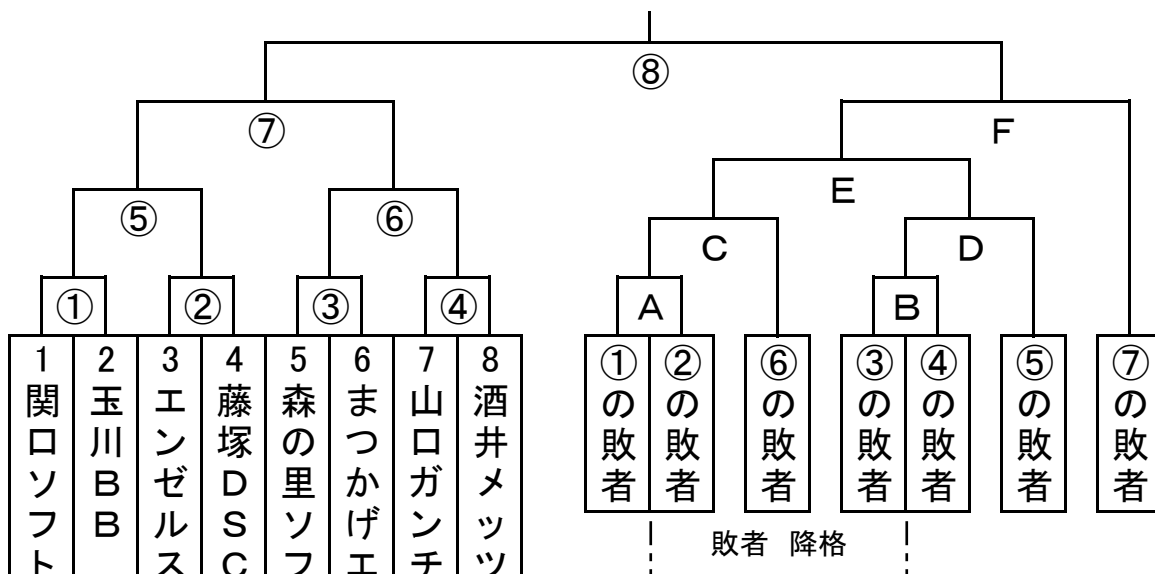 ⑧
⑦
F
E
⑤
⑥
C
D
①
②
③
④
A
B
1 関口ソフト
2 玉川BB
3 エンゼルス
4 藤塚DSC
5 森の里ソフ
6 まつかげエ
7 山口ガンチ
8 酒井メッツ
①の敗者
②の敗者
⑥の敗者
③の敗者
④の敗者
⑤の敗者
⑦の敗者
敗者 降格